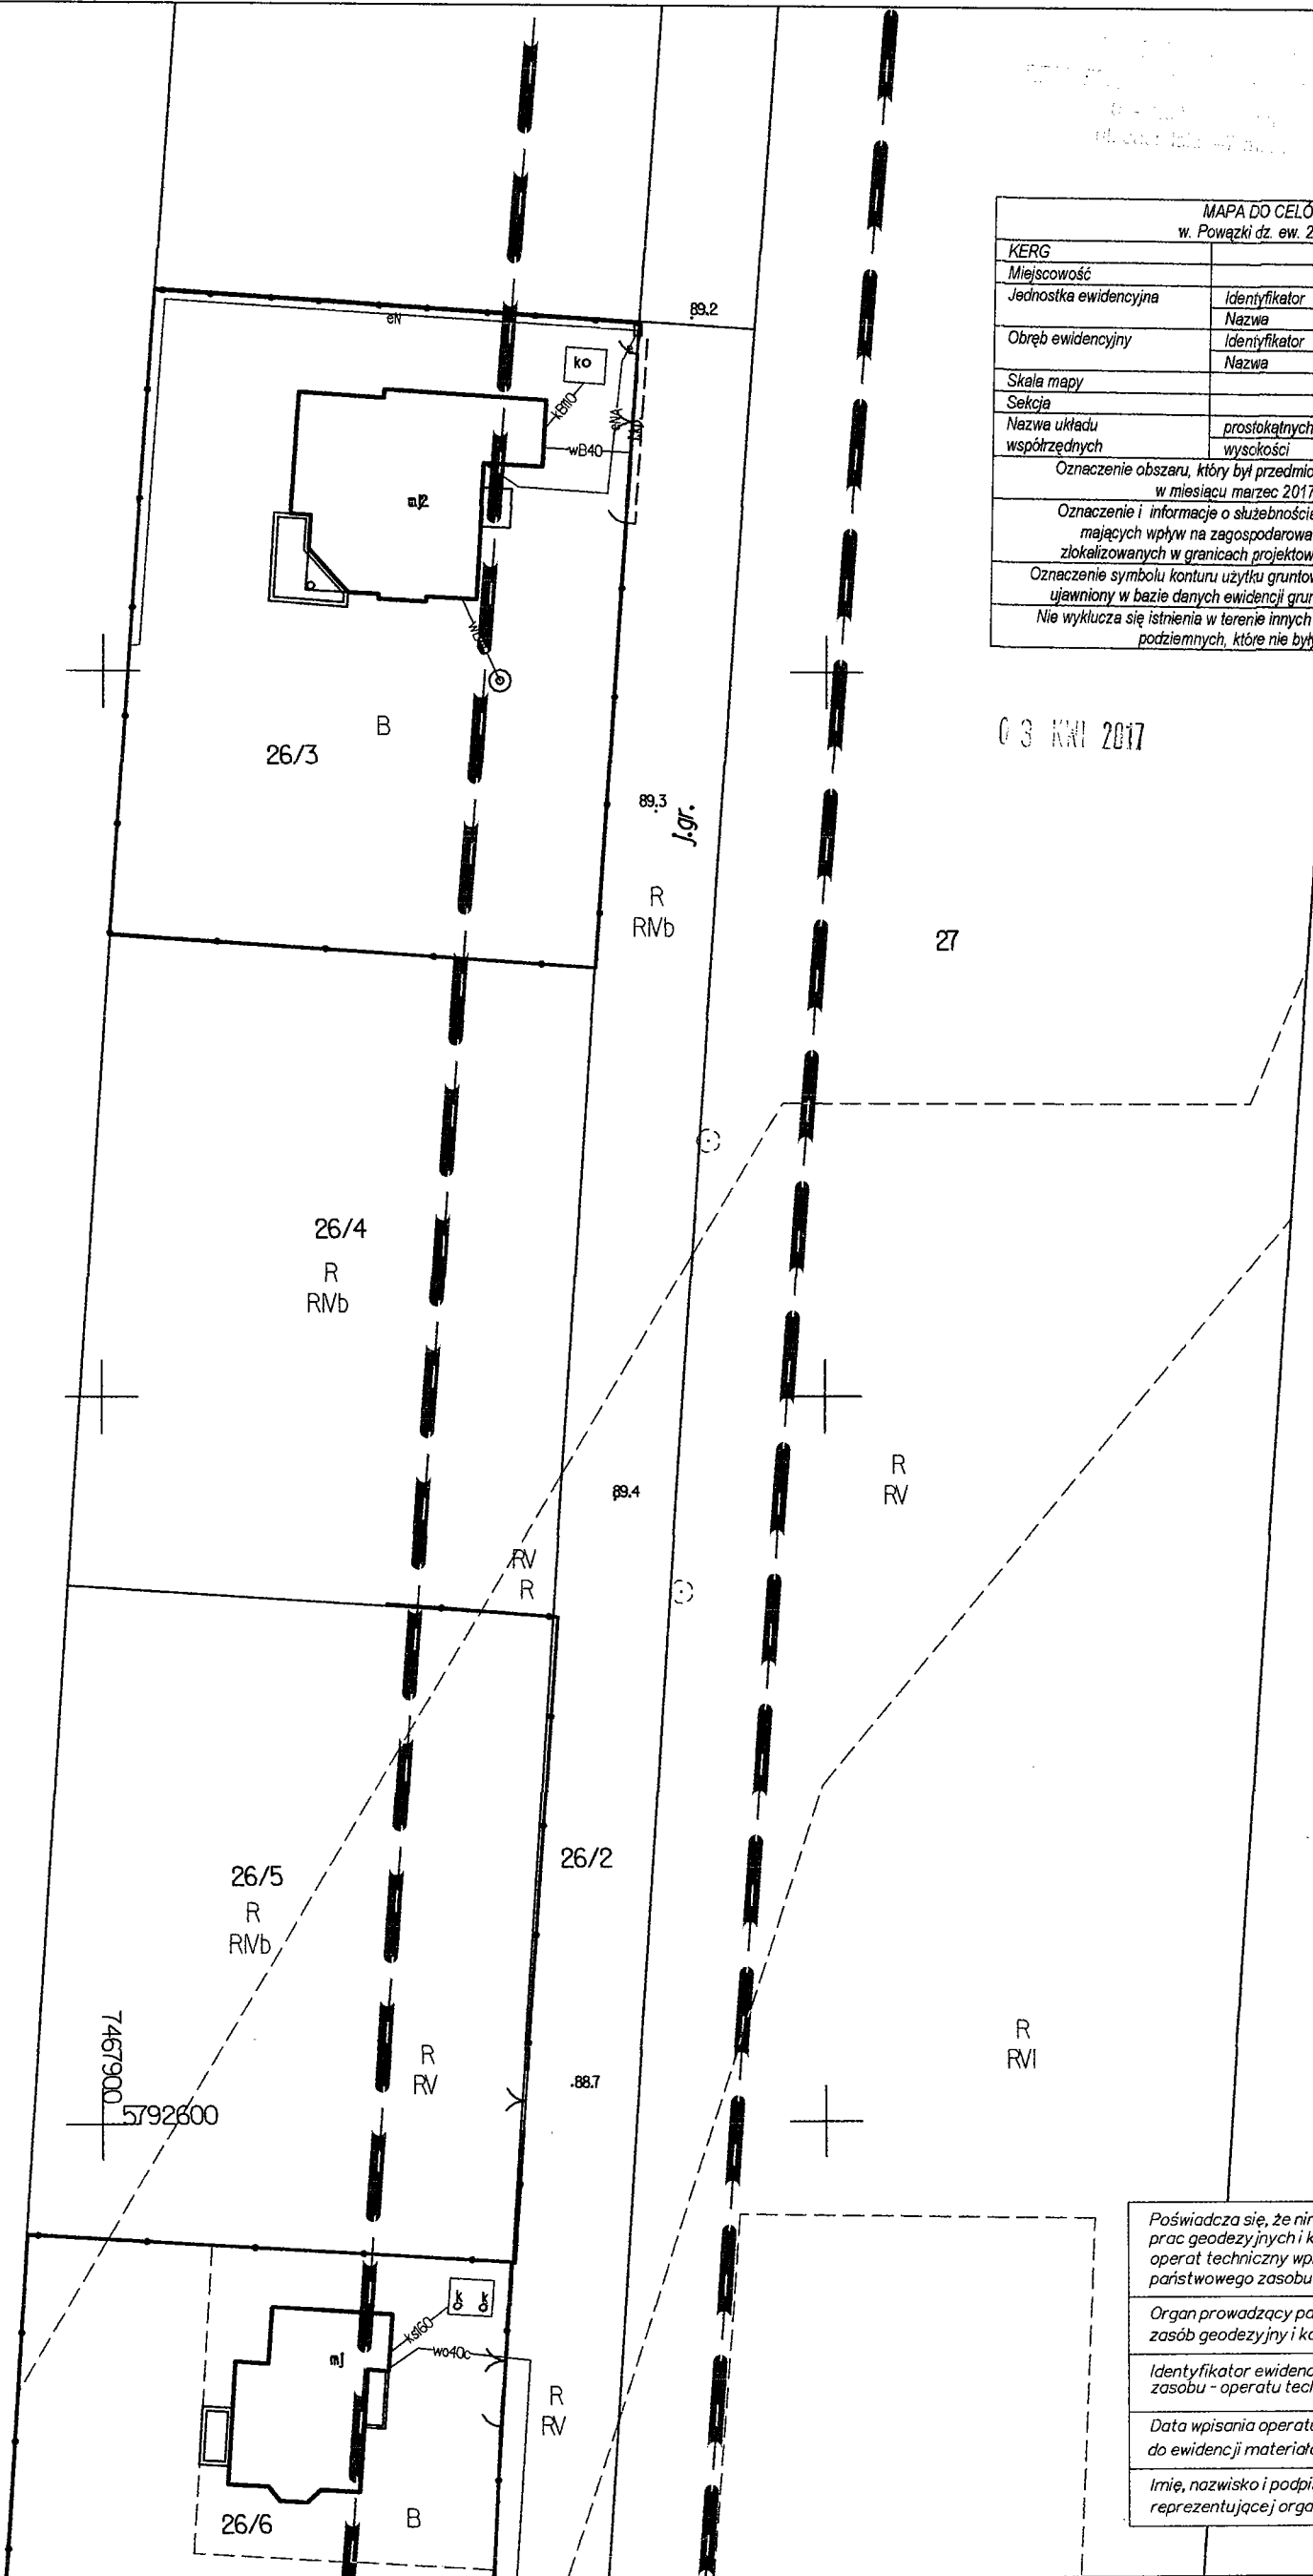 MAPA DO CELÓ
w. Powązki dz. ew. 2
KERG
Miejscowość
Jednostka ewidencyjna
Identyfikator
Nazwa
Obręb ewidencyjny
Identyfikator
Nazwa
Skala mapy
Sekcja
Nazwa układu
współrzędnych
prostokątnych
wysokości
Oznaczenie obszaru, który był przedmio
w miesiącu marzec 2017
Oznaczenie i informacje o służebności
mających wpływ na zagospodarowa
zlokalizowanych w granicach projektow
Oznaczenie symbolu konturu użytku grunto
ujawniony w bazie danych ewidencji grun
Nie wyklucza się istnienia w terenie innych
podziemnych, które nie były
03 KWI 2017
89.2
eN
ko
kB110
eNA
wB40
mj2
B
26/3
89.3
j.gr.
R
RIVb
27
26/4
R
RIVb
R
RV
89.4
RV
R
26/2
26/5
R
RIVb
R
RV
R
RVI
88.7
7467900
5792600
ks160
wo40c
mj
R
RV
B
26/6
Poświadcza się, że nin
prac geodezyjnych i k
operat techniczny wp
państwowego zasobu
Organ prowadzący pa
zasób geodezyjny i ka
Identyfikator ewidenc
zasobu - operatu tech
Data wpisania operatu
do ewidencji materiał
Imię, nazwisko i podpi
reprezentującej orga